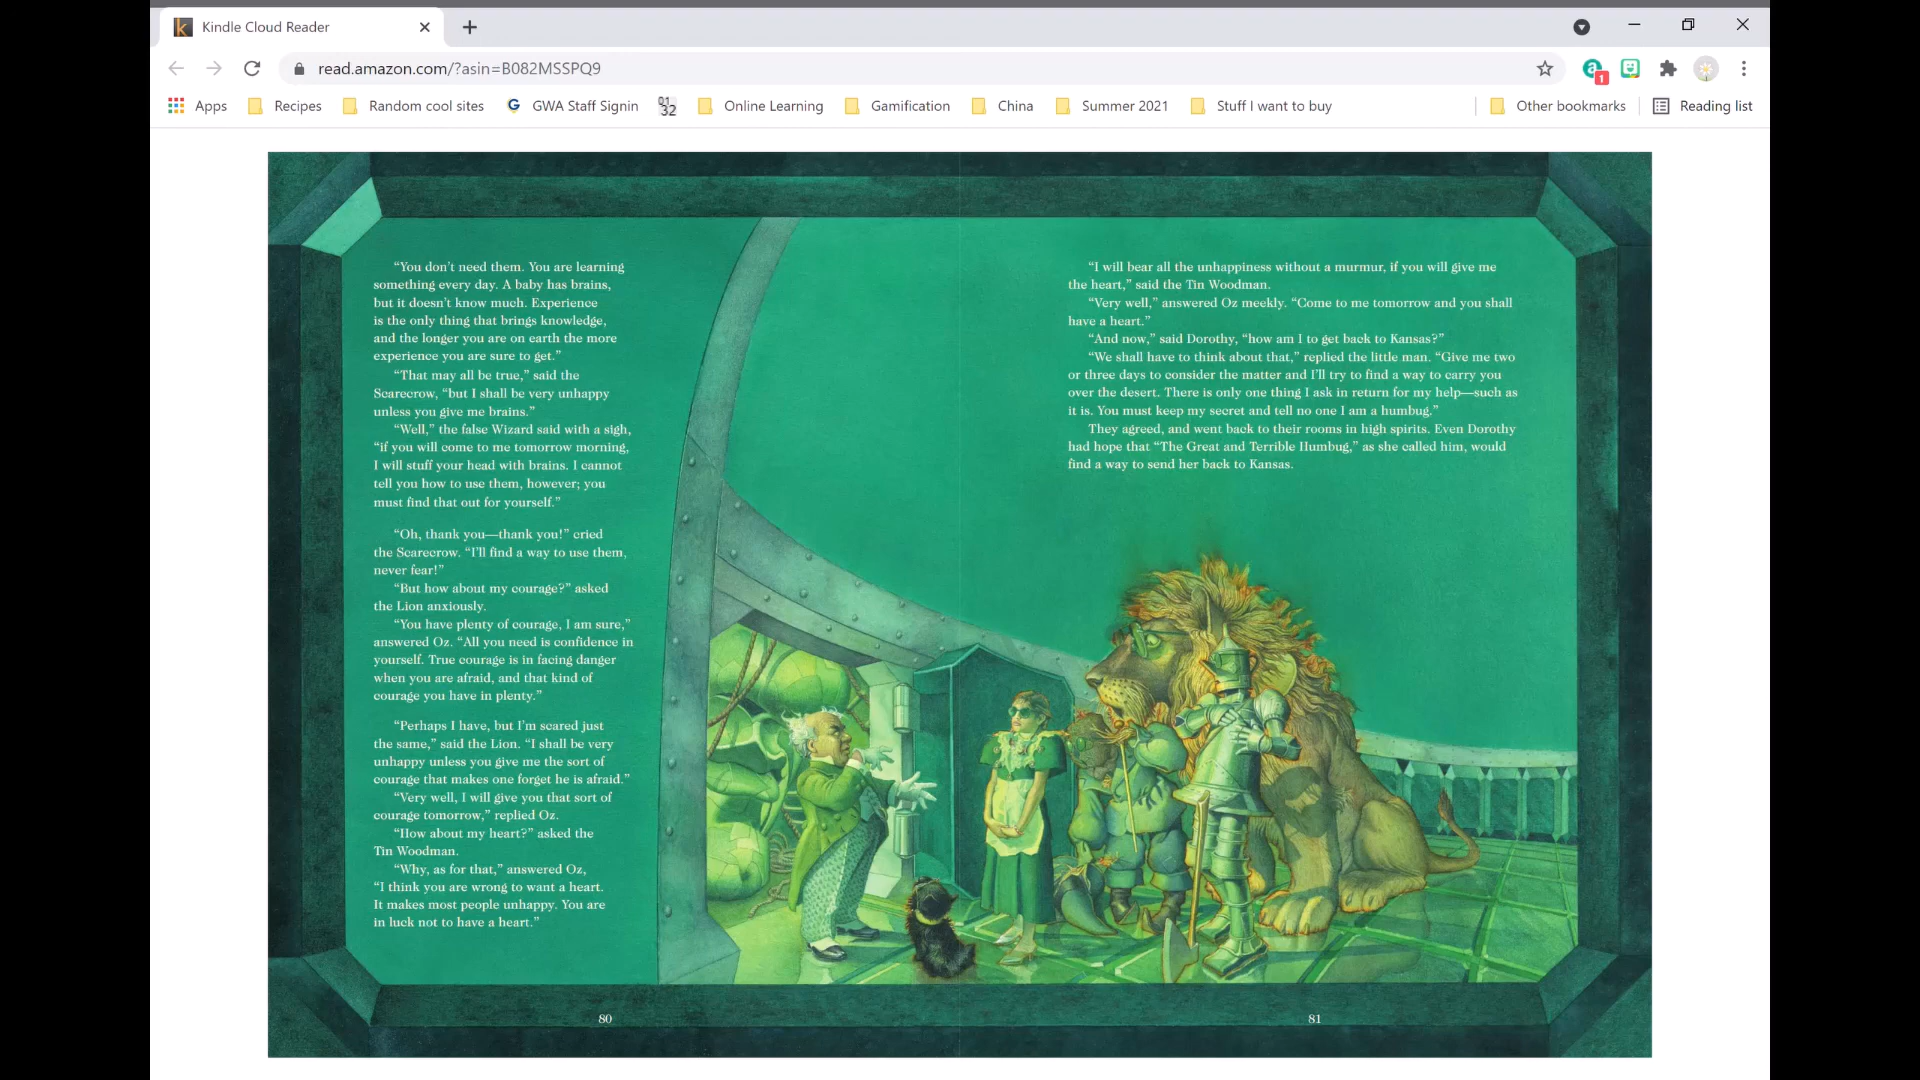 Kindle Cloud Reader
read.amazon.com/?asin=B082MSSPQ9
1
Apps
Recipes
Random cool sites
G GWA Staff Signin
01
32
Online Learning
Gamification
China
Summer 2021
Stuff I want to buy
Other bookmarks
Reading list
“You don’t need them. You are learning
something every day. A baby has brains,
but it doesn’t know much. Experience
is the only thing that brings knowledge,
and the longer you are on earth the more
experience you are sure to get.”
“That may all be true,” said the
Scarecrow, “but I shall be very unhappy
unless you give me brains.”
“Well,” the false Wizard said with a sigh,
“if you will come to me tomorrow morning,
I will stuff your head with brains. I cannot
tell you how to use them, however; you
must find that out for yourself.”
“Oh, thank you—thank you!” cried
the Scarecrow. “I’ll find a way to use them,
never fear!”
“But how about my courage?” asked
the Lion anxiously.
“You have plenty of courage, I am sure,”
answered Oz. “All you need is confidence in
yourself. True courage is in facing danger
when you are afraid, and that kind of
courage you have in plenty.”
“Perhaps I have, but I’m scared just
the same,” said the Lion. “I shall be very
unhappy unless you give me the sort of
courage that makes one forget he is afraid.”
“Very well, I will give you that sort of
courage tomorrow,” replied Oz.
“How about my heart?” asked the
Tin Woodman.
“Why, as for that,” answered Oz,
“I think you are wrong to want a heart.
It makes most people unhappy. You are
in luck not to have a heart.”
80
“I will bear all the unhappiness without a murmur, if you will give me
the heart,” said the Tin Woodman.
“Very well,” answered Oz meekly. “Come to me tomorrow and you shall
have a heart.”
“And now,” said Dorothy, “how am I to get back to Kansas?”
“We shall have to think about that,” replied the little man. “Give me two
or three days to consider the matter and I’ll try to find a way to carry you
over the desert. There is only one thing I ask in return for my help—such as
it is. You must keep my secret and tell no one I am a humbug.”
They agreed, and went back to their rooms in high spirits. Even Dorothy
had hope that “The Great and Terrible Humbug,” as she called him, would
find a way to send her back to Kansas.
81